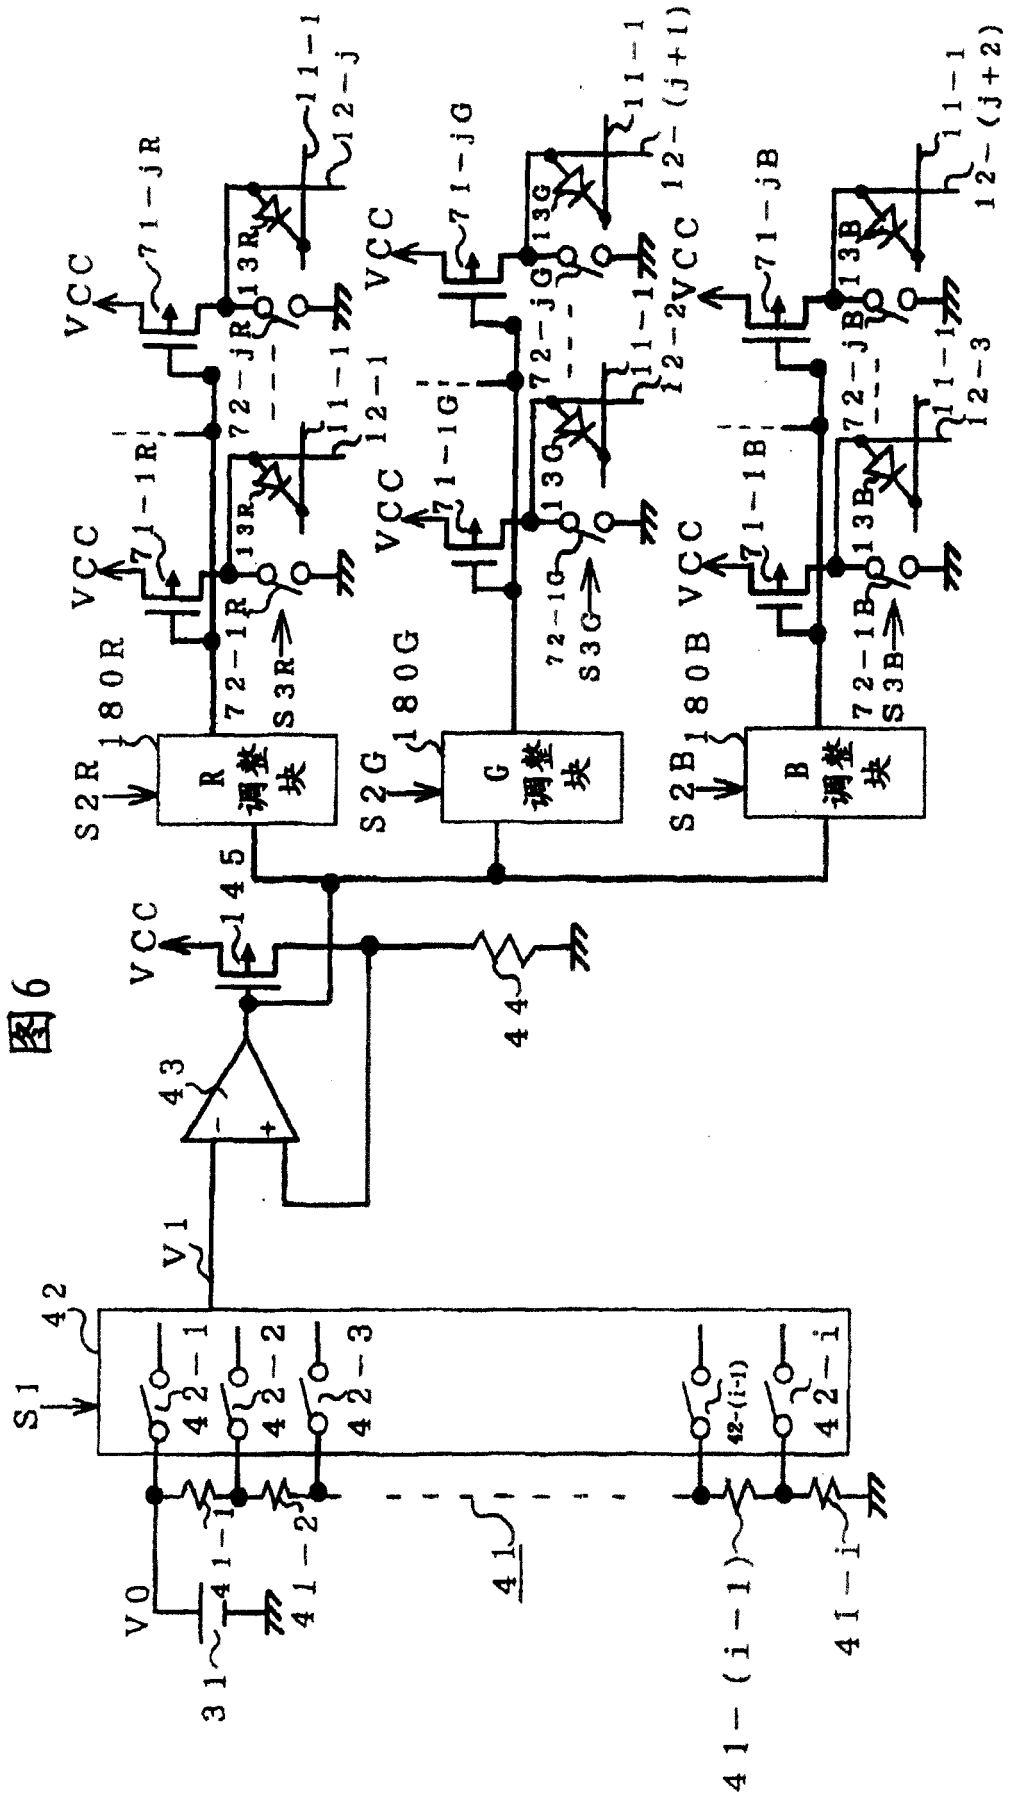 图6
S1
42
V0
31
41-1
41-2
41
41-(i-1)
41-i
42-1
42-2
42-3
42-(i-1)
42-i
V1
43
-
+
VCC
145
44
S2R
180R
R
调整
块
VCC
71-1R
13R
72-1R
S3R
11-1
12-1
VCC
71-jR
13R
72-jR
11-1
12-j
S2G
180G
G
调整
块
VCC
71-1G
13G
72-1G
S3G
11-1
12-2
VCC
71-jG
13G
72-jG
11-1
12-(j+1)
S2B
180B
B
调整
块
VCC
71-1B
13B
72-1B
S3B
11-1
12-3
VCC
71-jB
13B
72-jB
11-1
12-(j+2)